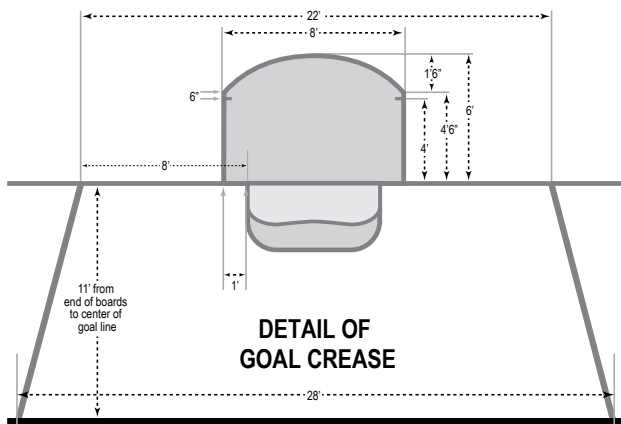 22’
8’
1’6”
6”
6’
4’6”
4’
8’
11’ from
end of boards
to center of
goal line
1’
DETAIL OF
GOAL CREASE
28’